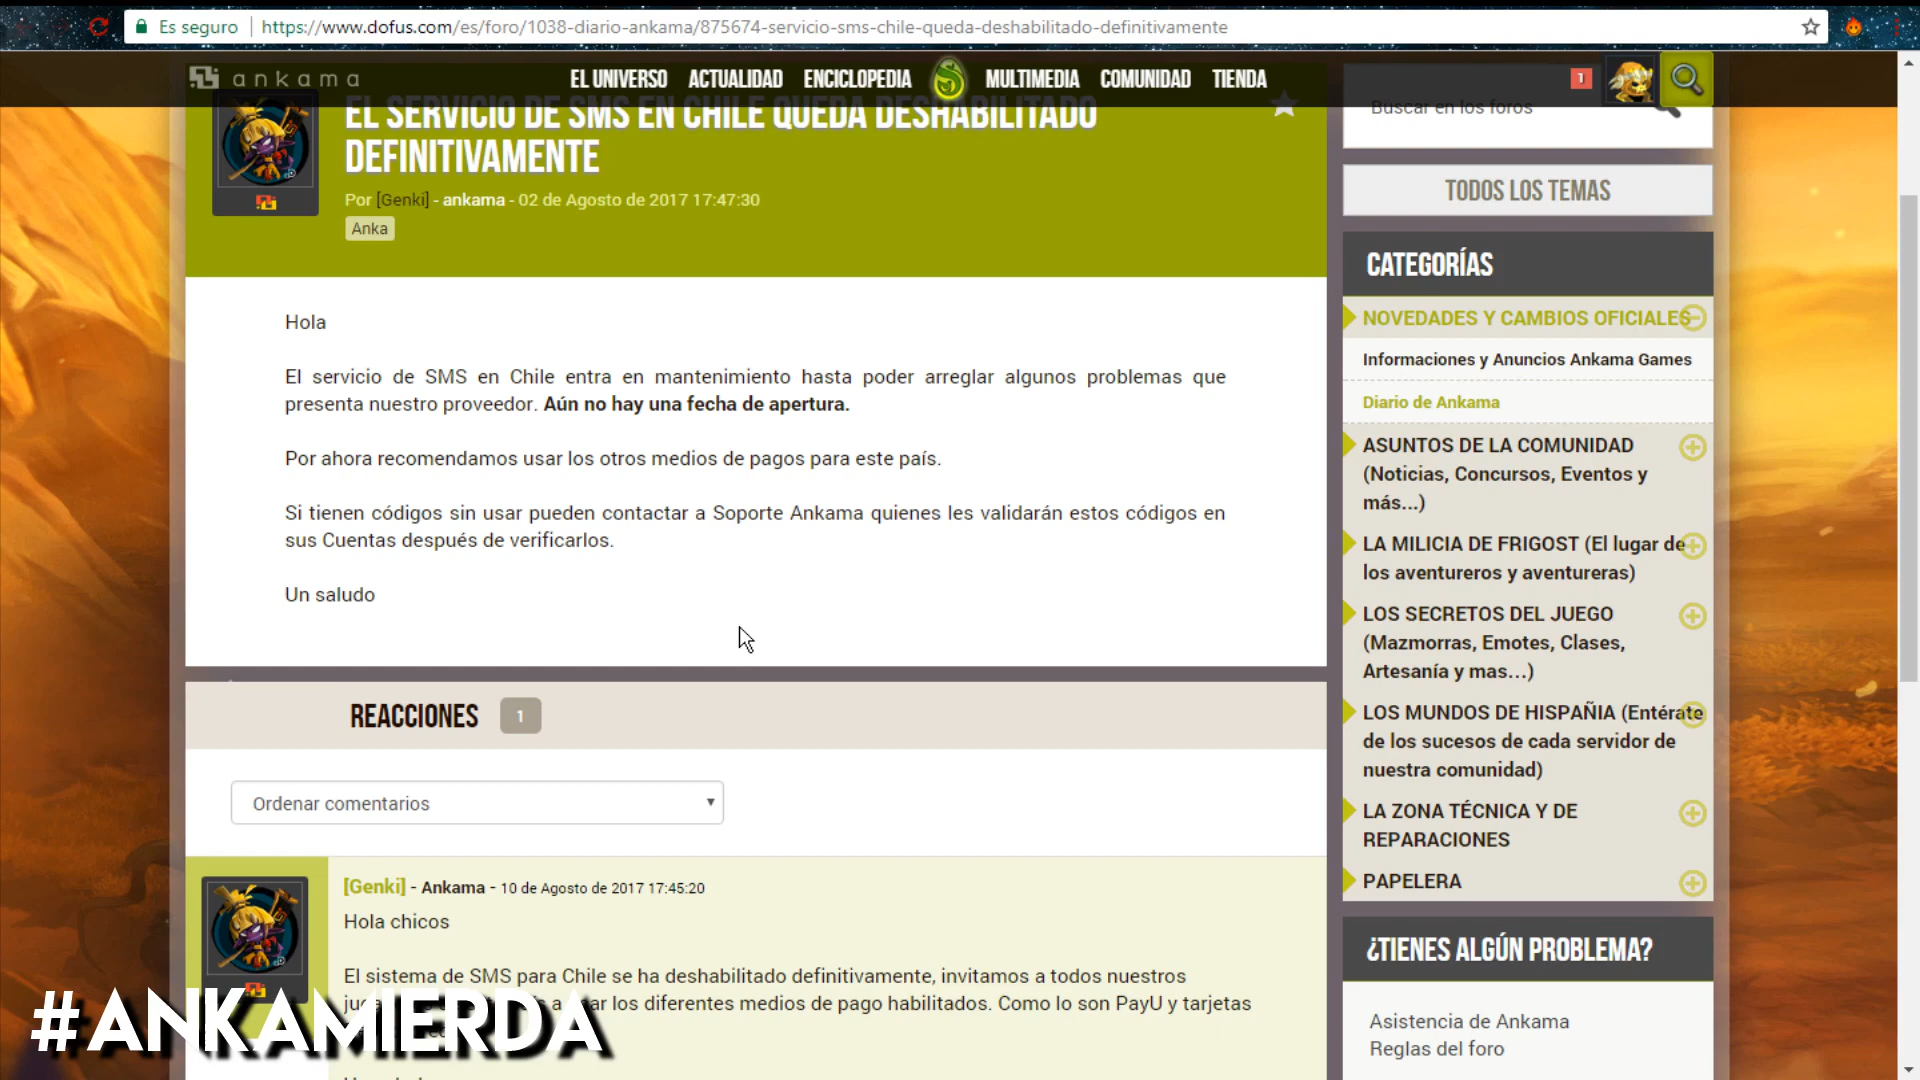 Es seguro
https://www.dofus.com/es/foro/1038-diario-ankama/875674-servicio-sms-chile-queda-deshabilitado-definitivamente
ankama
EL UNIVERSO ACTUALIDAD ENCICLOPEDIA MULTIMEDIA COMUNIDAD TIENDA
1
EL SERVICIO DE SMS EN CHILE QUEDA DESHABILITADO
DEFINITIVAMENTE
Por [Genki] - ankama - 02 de Agosto de 2017 17:47:30
Anka
Hola
El servicio de SMS en Chile entra en mantenimiento hasta poder arreglar algunos problemas que
presenta nuestro proveedor. Aún no hay una fecha de apertura.
Por ahora recomendamos usar los otros medios de pagos para este país.
Si tienen códigos sin usar pueden contactar a Soporte Ankama quienes les validarán estos códigos en
sus Cuentas después de verificarlos.
Un saludo
REACCIONES 1
Ordenar comentarios
[Genki] - Ankama - 10 de Agosto de 2017 17:45:20
Hola chicos
El sistema de SMS para Chile se ha deshabilitado definitivamente, invitamos a todos nuestros
los diferentes medios de pago habilitados. Como lo son PayU y tarjetas
#ANKAMIERDA
Buscar en los foros
TODOS LOS TEMAS
CATEGORÍAS
NOVEDADES Y CAMBIOS OFICIALES
Informaciones y Anuncios Ankama Games
Diario de Ankama
ASUNTOS DE LA COMUNIDAD
(Noticias, Concursos, Eventos y
más...)
LA MILICIA DE FRIGOST (El lugar de
los aventureros y aventureras)
LOS SECRETOS DEL JUEGO
(Mazmorras, Emotes, Clases,
Artesanía y mas...)
LOS MUNDOS DE HISPAÑIA (Entérate
de los sucesos de cada servidor de
nuestra comunidad)
LA ZONA TÉCNICA Y DE
REPARACIONES
PAPELERA
¿TIENES ALGÚN PROBLEMA?
Asistencia de Ankama
Reglas del foro